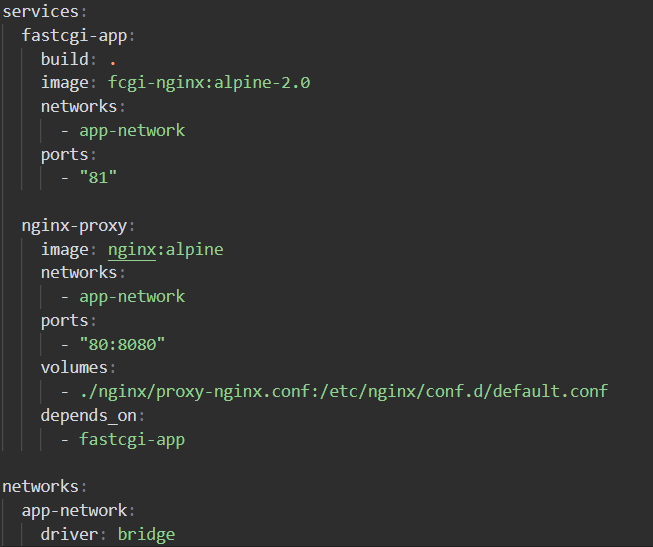 services:
  fastcgi-app:
    build: .
    image: fcgi-nginx:alpine-2.0
    networks:
      - app-network
    ports:
      - "81"

  nginx-proxy:
    image: nginx:alpine
    networks:
      - app-network
    ports:
      - "80:8080"
    volumes:
      - ./nginx/proxy-nginx.conf:/etc/nginx/conf.d/default.conf
    depends_on:
      - fastcgi-app

networks:
  app-network:
    driver: bridge